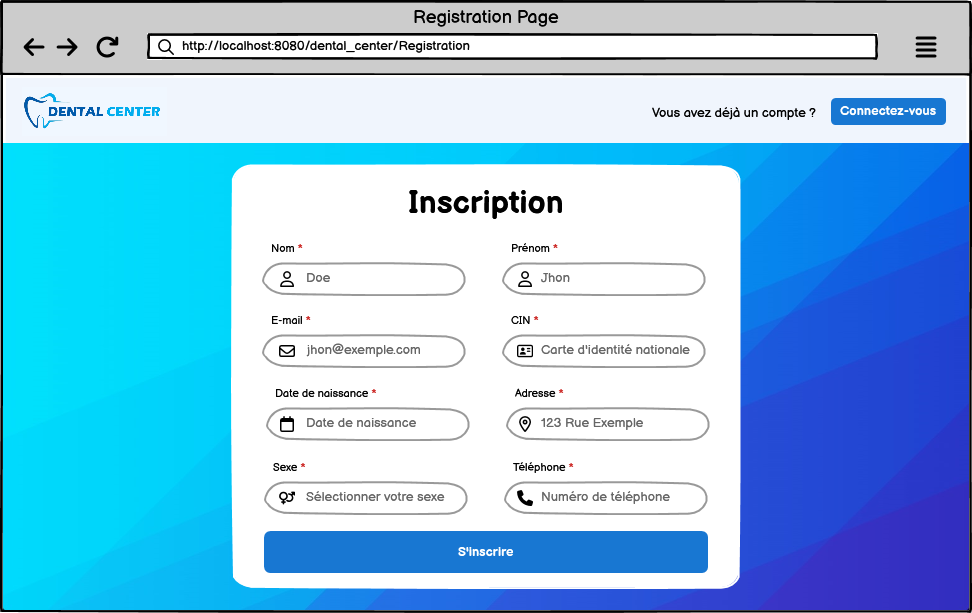 Registration Page
http://localhost:8080/dental_center/Registration
DENTAL CENTER
Vous avez déjà un compte ? Connectez-vous
Inscription
Nom * Prénom *
Doe Jhon
E-mail * CIN *
jhon@exemple.com Carte d'identité nationale
Date de naissance * Adresse *
Date de naissance 123 Rue Exemple
Sexe * Téléphone *
Sélectionner votre sexe Numéro de téléphone
S'inscrire